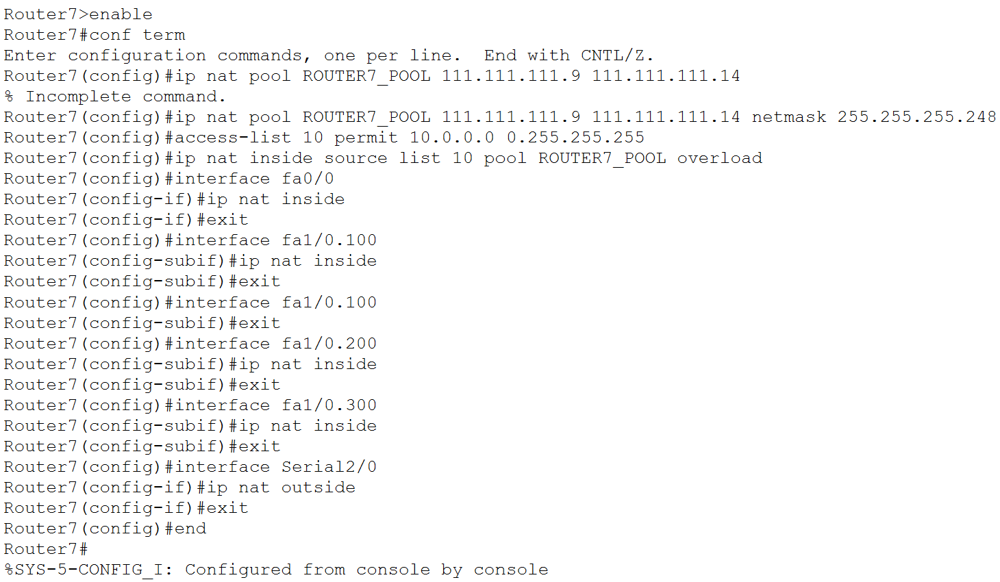 Router7>enable
Router7#conf term
Enter configuration commands, one per line.  End with CNTL/Z.
Router7(config)#ip nat pool ROUTER7_POOL 111.111.111.9 111.111.111.14
% Incomplete command.
Router7(config)#ip nat pool ROUTER7_POOL 111.111.111.9 111.111.111.14 netmask 255.255.255.248
Router7(config)#access-list 10 permit 10.0.0.0 0.255.255.255
Router7(config)#ip nat inside source list 10 pool ROUTER7_POOL overload
Router7(config)#interface fa0/0
Router7(config-if)#ip nat inside
Router7(config-if)#exit
Router7(config)#interface fa1/0.100
Router7(config-subif)#ip nat inside
Router7(config-subif)#exit
Router7(config)#interface fa1/0.100
Router7(config-subif)#exit
Router7(config)#interface fa1/0.200
Router7(config-subif)#ip nat inside
Router7(config-subif)#exit
Router7(config)#interface fa1/0.300
Router7(config-subif)#ip nat inside
Router7(config-subif)#exit
Router7(config)#interface Serial2/0
Router7(config-if)#ip nat outside
Router7(config-if)#exit
Router7(config)#end
Router7#
%SYS-5-CONFIG_I: Configured from console by console